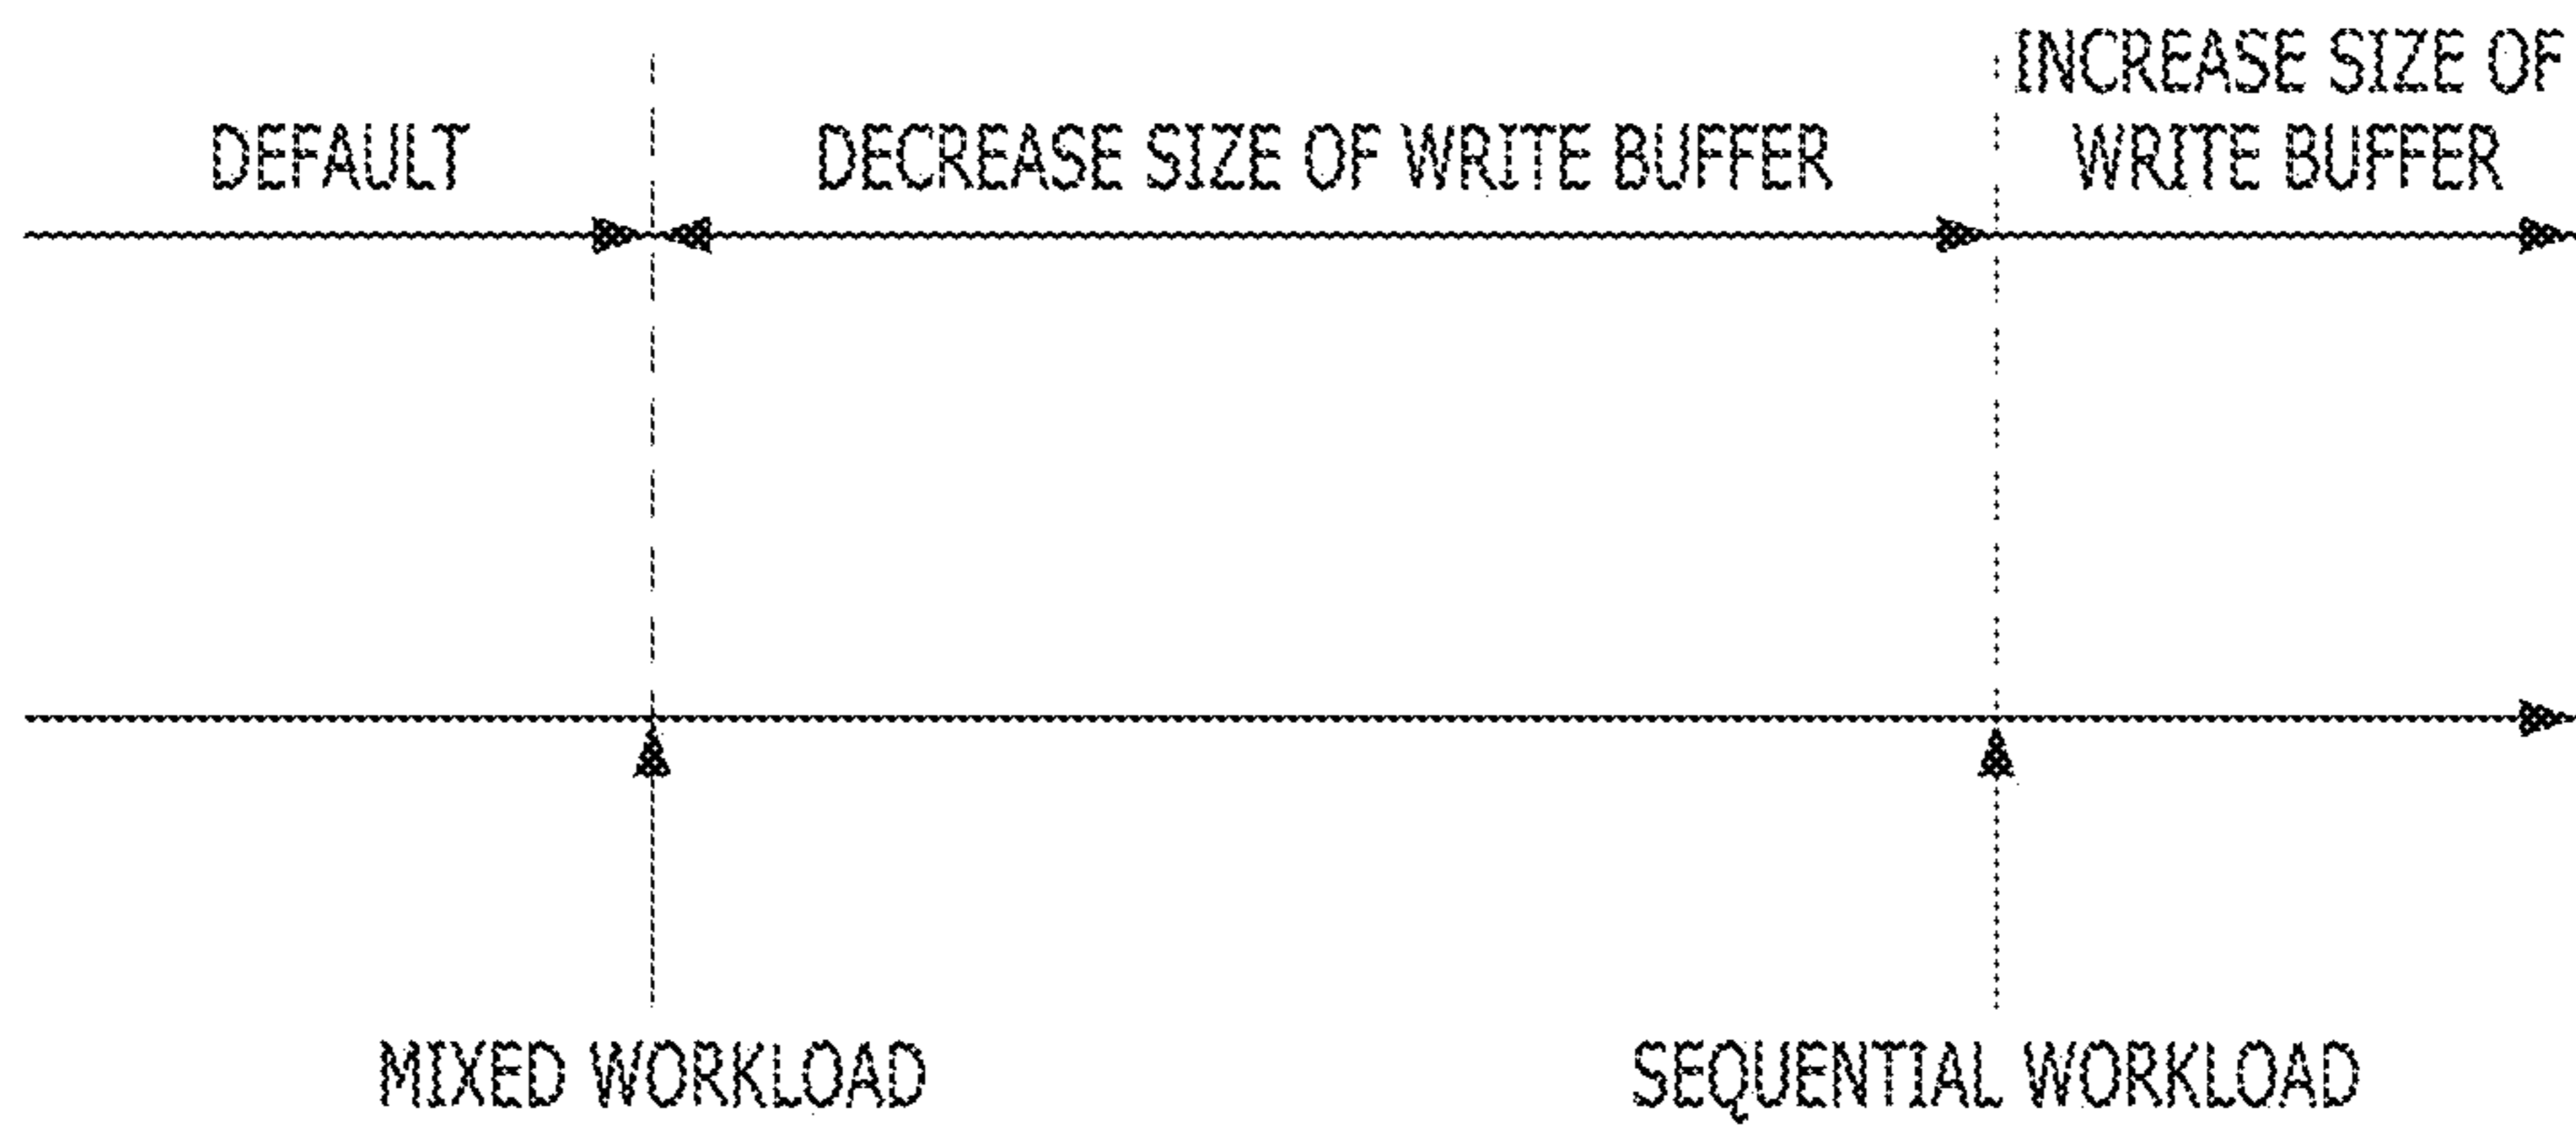 DEFAULT
DECREASE SIZE OF WRITE BUFFER
INCREASE SIZE OF
WRITE BUFFER
MIXED WORKLOAD
SEQUENTIAL WORKLOAD